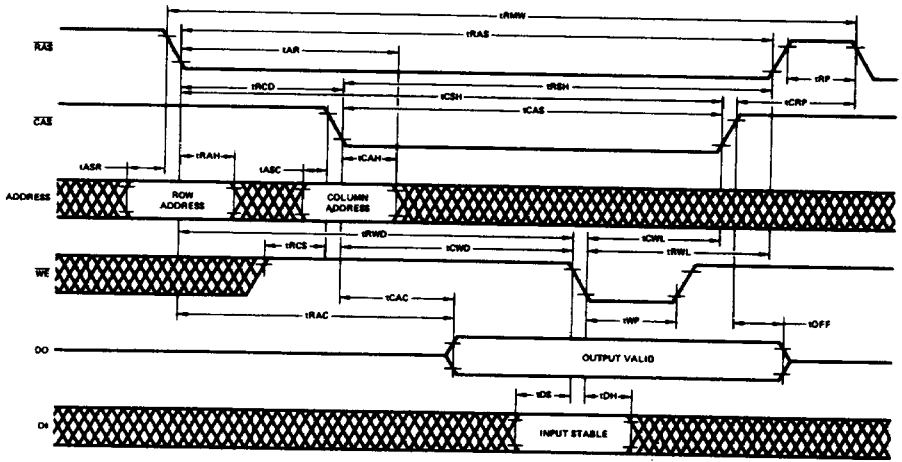 tRMW
tRAS
tAR
RAS
tRP
tRCD
tRSH
tCSH
tCRP
tCAS
CAS
tASR
tRAH
tASC
tCAH
ADDRESS
ROW
ADDRESS
COLUMN
ADDRESS
tRWD
tCWL
tRCS
tCWD
tRWL
WE
tCAC
tRAC
tWP
tOFF
DO
OUTPUT VALID
tDS
tDH
DI
INPUT STABLE